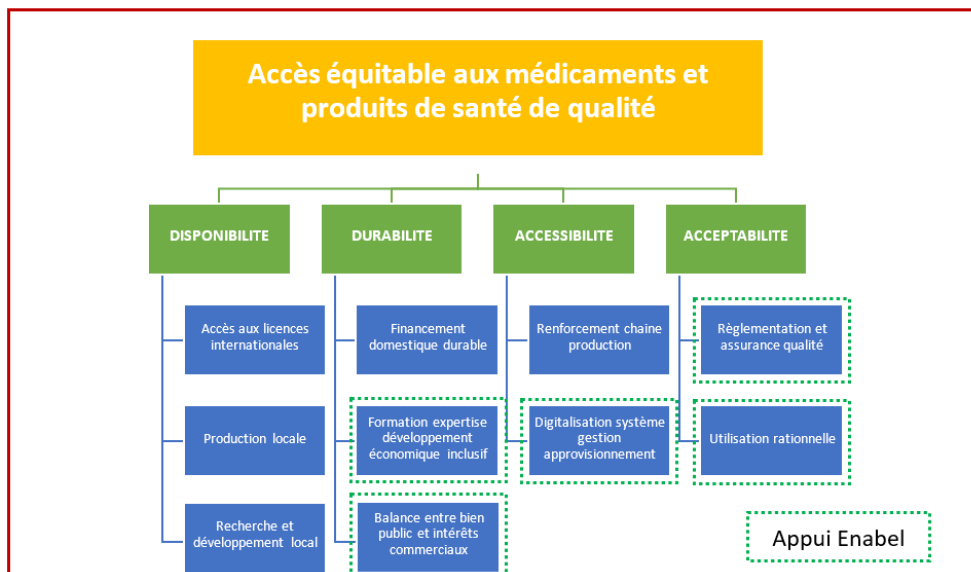 Accès équitable aux médicaments et
produits de santé de qualité
DISPONIBILITE
DURABILITE
ACCESSIBILITE
ACCEPTABILITE
Accès aux licences
internationales
Financement
domestique durable
Renforcement chaine
production
Règlementation et
assurance qualité
Production locale
Formation expertise
développement
économique inclusif
Digitalisation système
gestion
approvisionnement
Utilisation rationnelle
Recherche et
développement local
Balance entre bien
public et intérêts
commerciaux
Appui Enabel